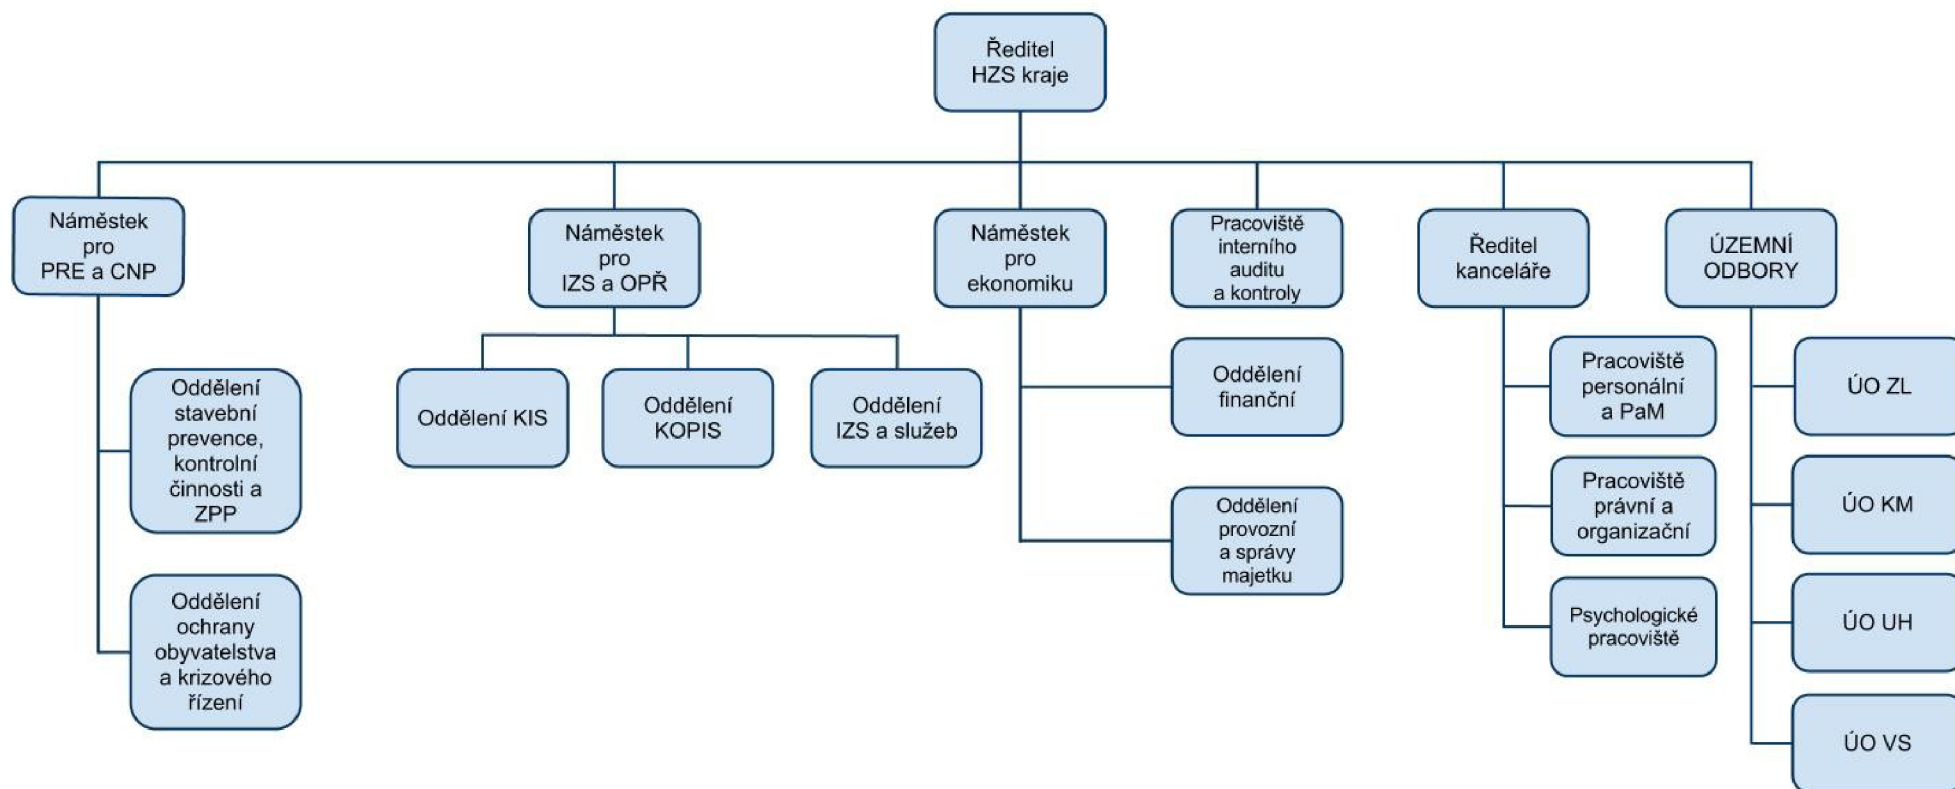 Ředitel
HZS kraje
Náměstek
pro
PRE a CNP
Náměstek
pro
IZS a OPŘ
Náměstek
pro
ekonomiku
Pracoviště
interního
auditu
a kontroly
Ředitel
kanceláře
ÚZEMNÍ
ODBORY
Oddělení
stavební
prevence,
kontrolní
činnosti a
ZPP
Oddělení
ochrany
obyvatelstva
a krizového
řízení
Oddělení KIS
Oddělení
KOPIS
Oddělení
IZS a služeb
Oddělení
finanční
Oddělení
provozní
a správy
majetku
Pracoviště
personální
a PaM
Pracoviště
právní a
organizační
Psychologické
pracoviště
ÚO ZL
ÚO KM
ÚO UH
ÚO VS